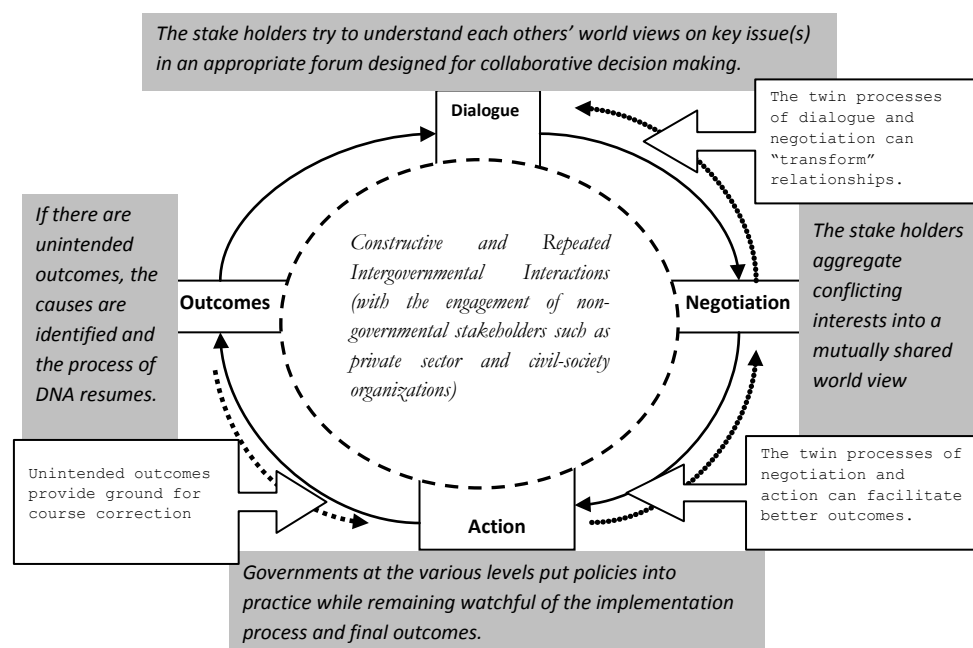 The stake holders try to understand each others’ world views on key issue(s)
in an appropriate forum designed for collaborative decision making.
Dialogue
The twin processes
of dialogue and
negotiation can
“transform”
relationships.
If there are
unintended
outcomes, the
causes are
identified and
the process of
DNA resumes.
Outcomes
Constructive and Repeated
Intergovernmental Interactions
(with the engagement of non-
governmental stakeholders such as
private sector and civil-society
organizations)
Negotiation
The stake holders
aggregate
conflicting
interests into a
mutually shared
world view
Unintended outcomes
provide ground for
course correction
Action
The twin processes of
negotiation and
action can facilitate
better outcomes.
Governments at the various levels put policies into
practice while remaining watchful of the implementation
process and final outcomes.